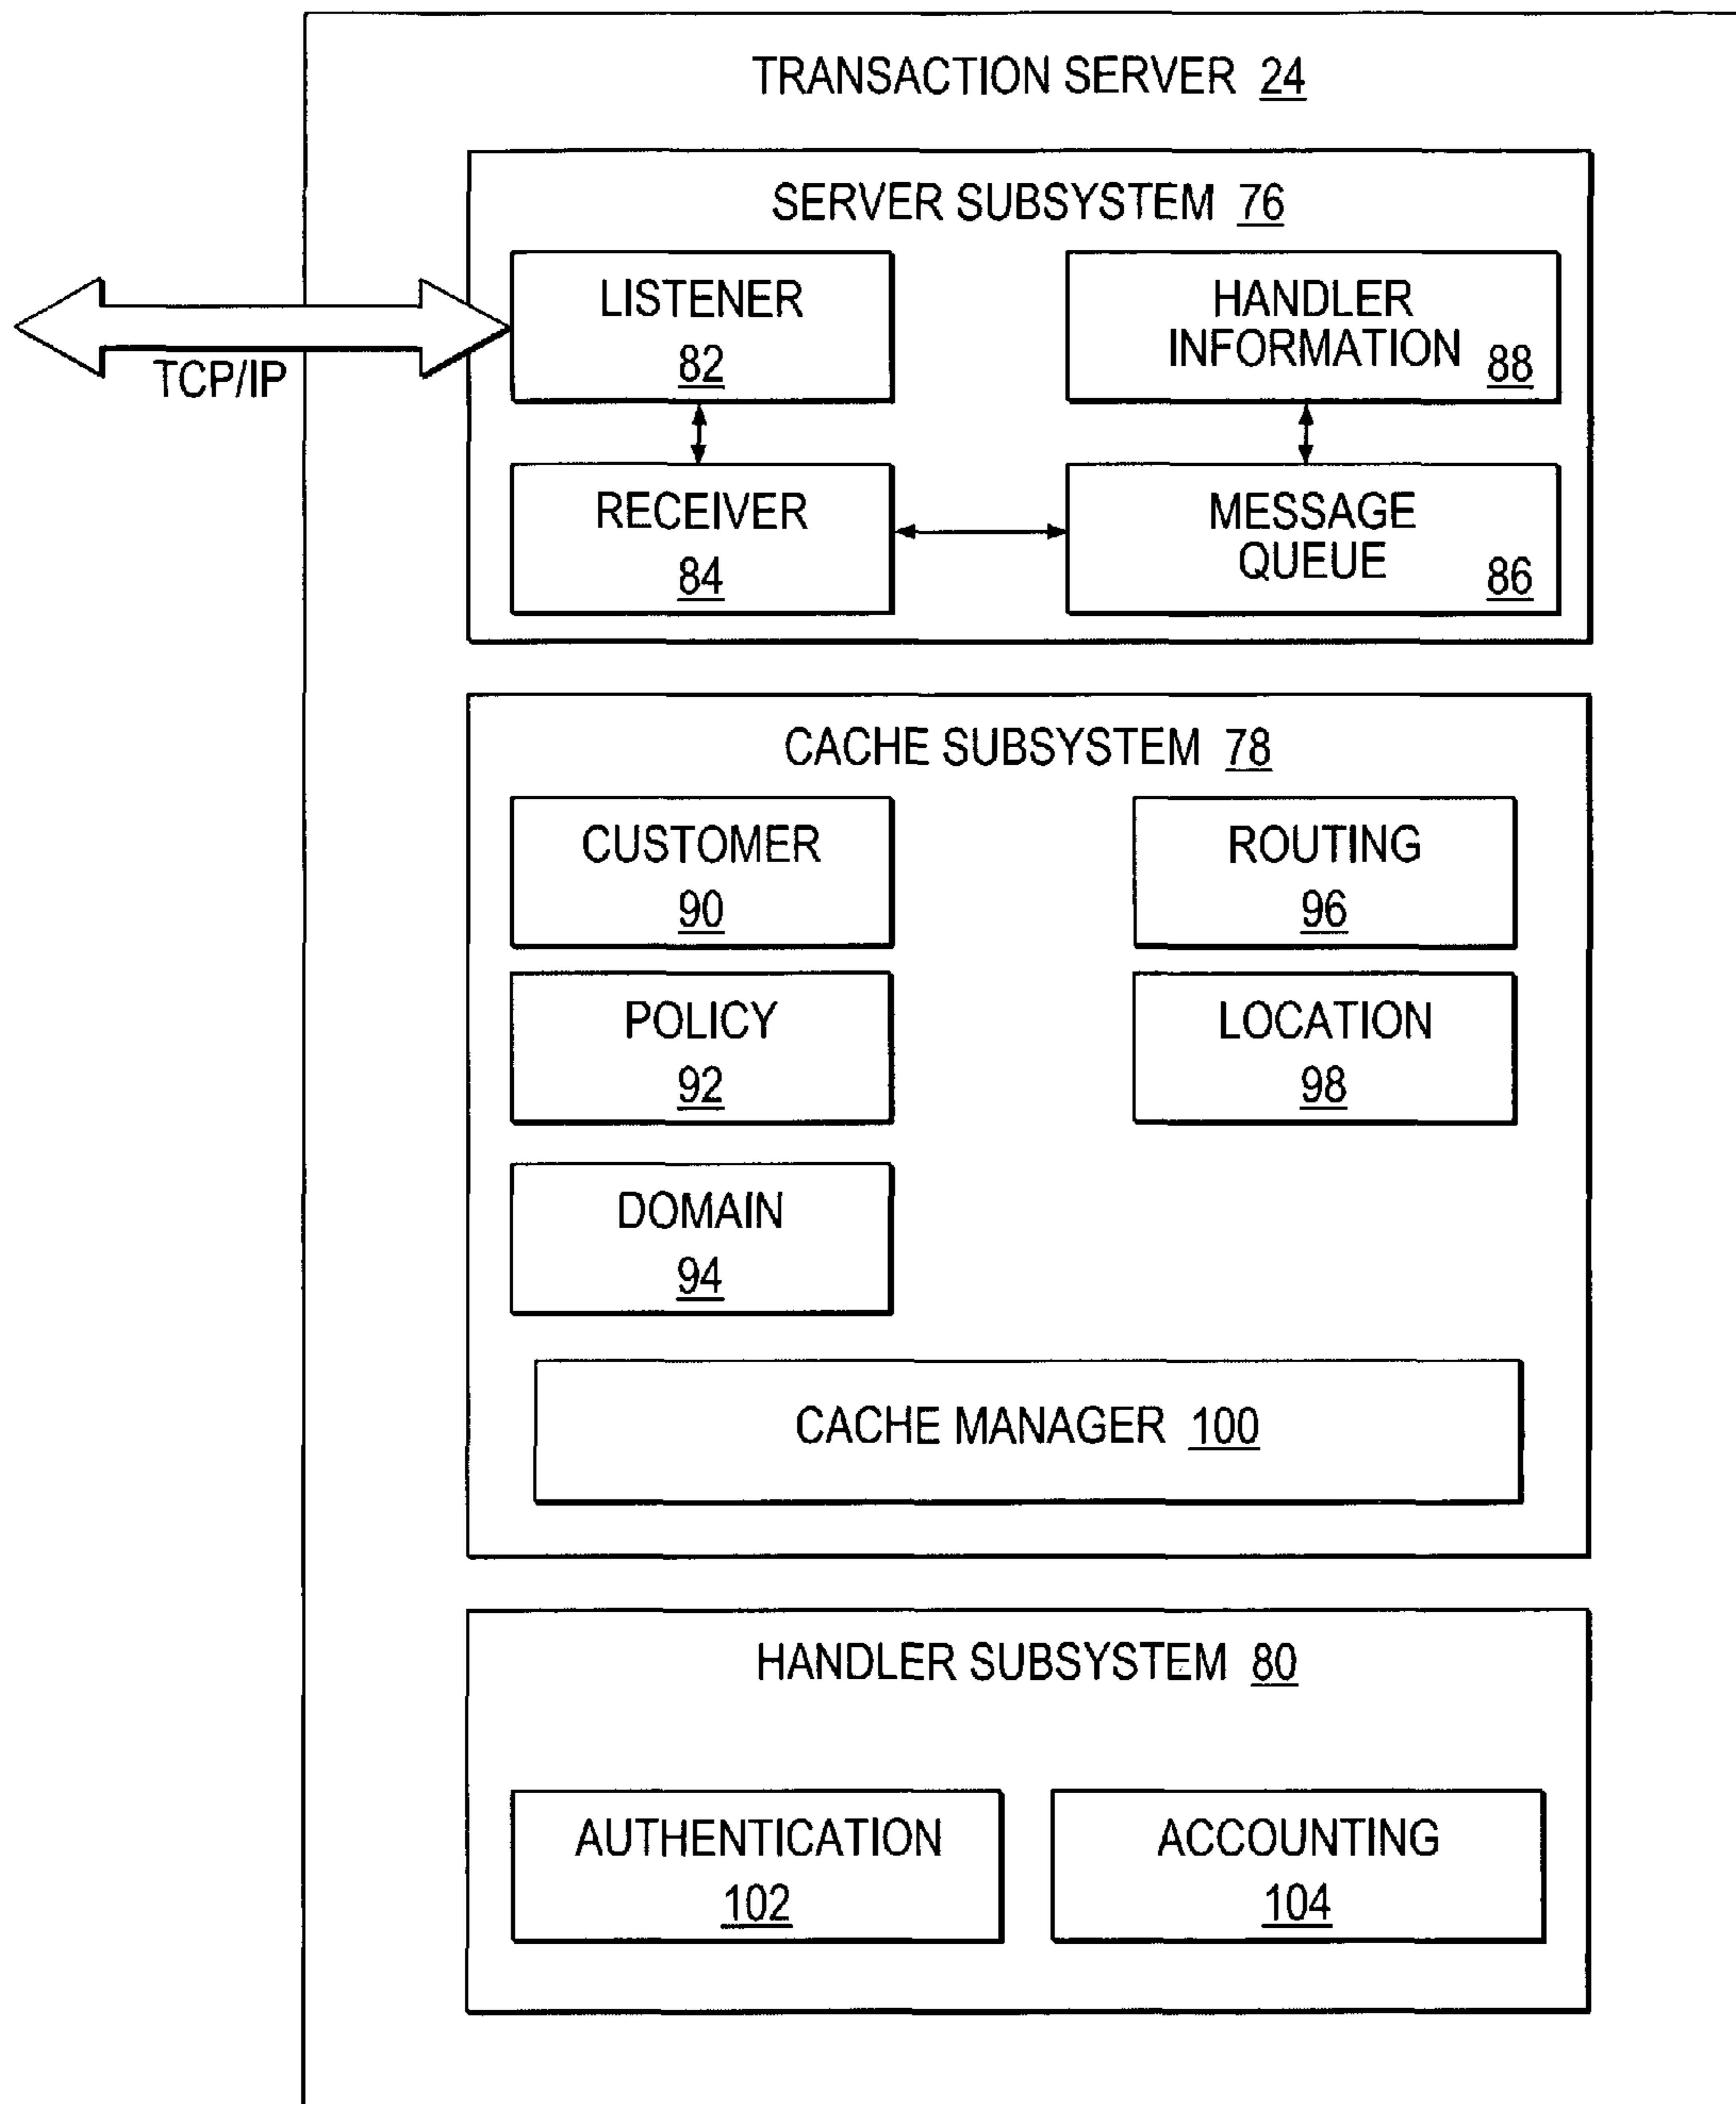 TRANSACTION SERVER 24
SERVER SUBSYSTEM 76
LISTENER
82
HANDLER
INFORMATION 88
TCP/IP
RECEIVER
84
MESSAGE
QUEUE 86
CACHE SUBSYSTEM 78
CUSTOMER
90
ROUTING
96
POLICY
92
LOCATION
98
DOMAIN
94
CACHE MANAGER 100
HANDLER SUBSYSTEM 80
AUTHENTICATION
102
ACCOUNTING
104